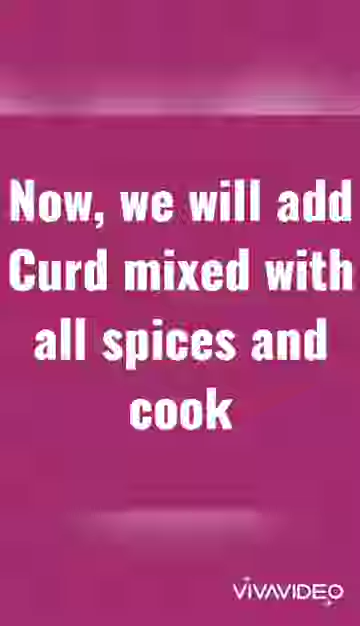 Now, we will add
Curd mixed with
all spices and
cook
VIVAVIDEO